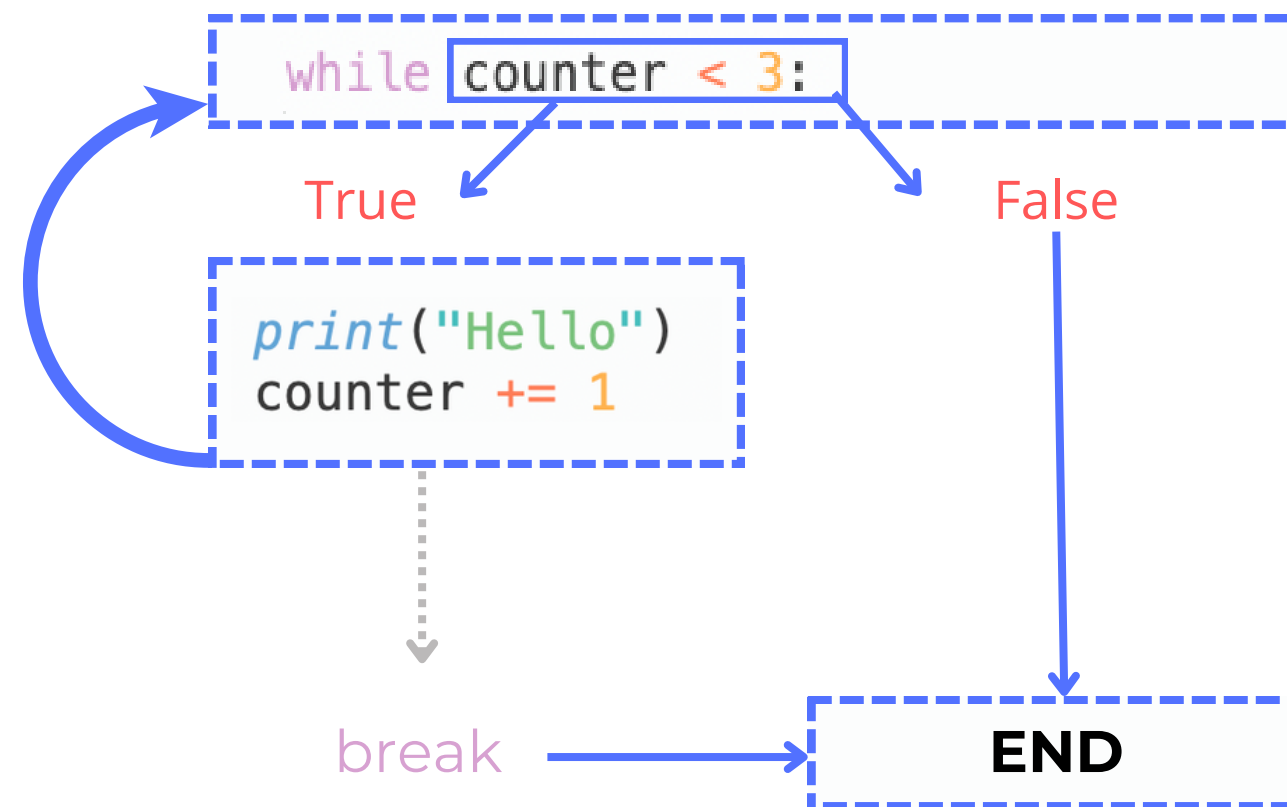 while counter < 3:
True
False
print("Hello")
counter += 1
break
END